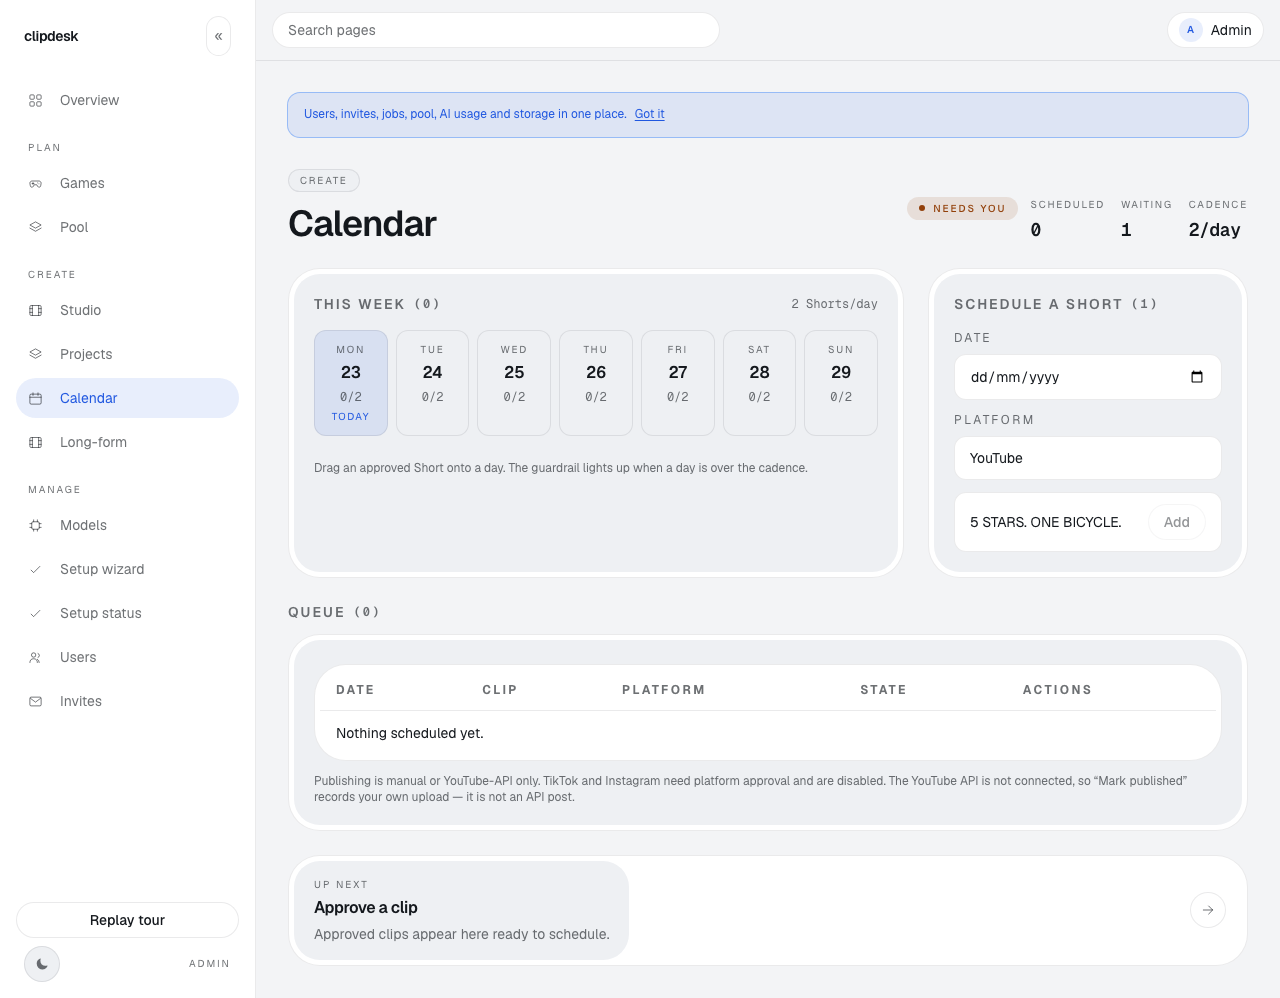 clipdesk
«
Search pages
A
Admin
Overview
PLAN
Games
Pool
CREATE
Studio
Projects
Calendar
Long-form
MANAGE
Models
Setup wizard
Setup status
Users
Invites
Replay tour
ADMIN
Users, invites, jobs, pool, AI usage and storage in one place. Got it
CREATE
Calendar
NEEDS YOU
SCHEDULED
0
WAITING
1
CADENCE
2/day
THIS WEEK (0)
2 Shorts/day
MON
23
0/2
TODAY
TUE
24
0/2
WED
25
0/2
THU
26
0/2
FRI
27
0/2
SAT
28
0/2
SUN
29
0/2
Drag an approved Short onto a day. The guardrail lights up when a day is over the cadence.
SCHEDULE A SHORT (1)
DATE
dd/mm/yyyy
PLATFORM
YouTube
5 STARS. ONE BICYCLE.
Add
QUEUE (0)
DATE CLIP PLATFORM STATE ACTIONS
Nothing scheduled yet.
Publishing is manual or YouTube-API only. TikTok and Instagram need platform approval and are disabled. The YouTube API is not connected, so “Mark published”
records your own upload — it is not an API post.
UP NEXT
Approve a clip
Approved clips appear here ready to schedule.